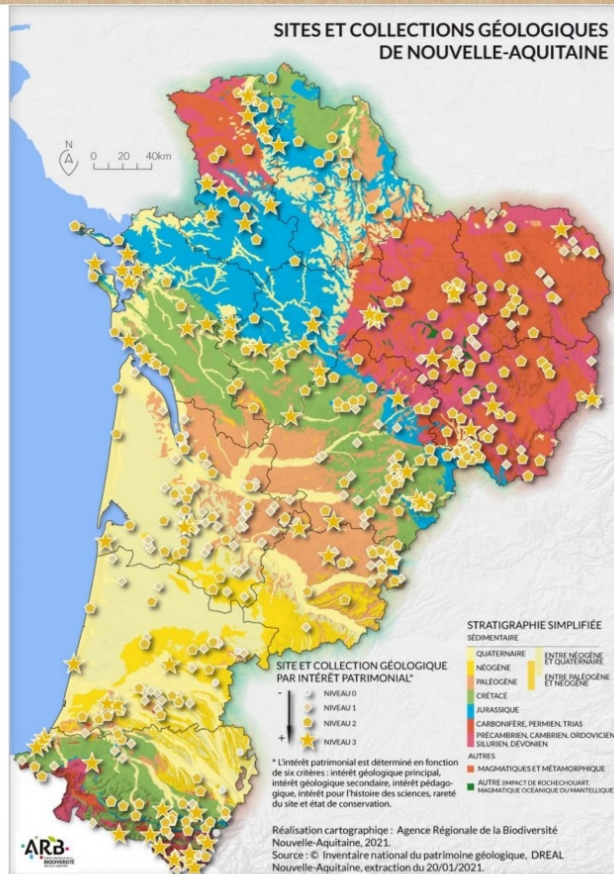 SITES ET COLLECTIONS GÉOLOGIQUES
DE NOUVELLE-AQUITAINE
N
0 20 40km
SITE ET COLLECTION GÉOLOGIQUE
PAR INTÉRÊT PATRIMONIAL*
-
+
NIVEAU 0
NIVEAU 1
NIVEAU 2
NIVEAU 3
* L'intérêt patrimonial est déterminé en fonction
de six critères : intérêt géologique principal,
intérêt géologique secondaire, intérêt pédago-
gique, intérêt pour l'histoire des sciences, rareté
du site et état de conservation.
STRATIGRAPHIE SIMPLIFIÉE
SÉDIMENTAIRE
QUATERNAIRE
NÉOGÈNE
PALÉOGÈNE
ENTRE NÉOGÈNE
ET QUATERNAIRE
ENTRE PALÉOGÈNE
ET NÉOGÈNE
CRÉTACÉ
JURASSIQUE
CARBONIFÈRE, PERMIEN, TRIAS
PRÉCAMBRIEN, CAMBRIEN, ORDOVICIEN
SILURIEN, DÉVONIEN
AUTRES
MAGMATIQUES ET MÉTAMORPHIQUE
AUTRE (IMPACT DE ROCHECHOUART,
MAGMATIQUE OCÉANIQUE OU MANTELLIQUE)
Réalisation cartographique : Agence Régionale de la Biodiversité
Nouvelle-Aquitaine, 2021.
Source : © Inventaire national du patrimoine géologique, DREAL
Nouvelle-Aquitaine, extraction du 20/01/2021.
ARB
BIODIVERSITÉ